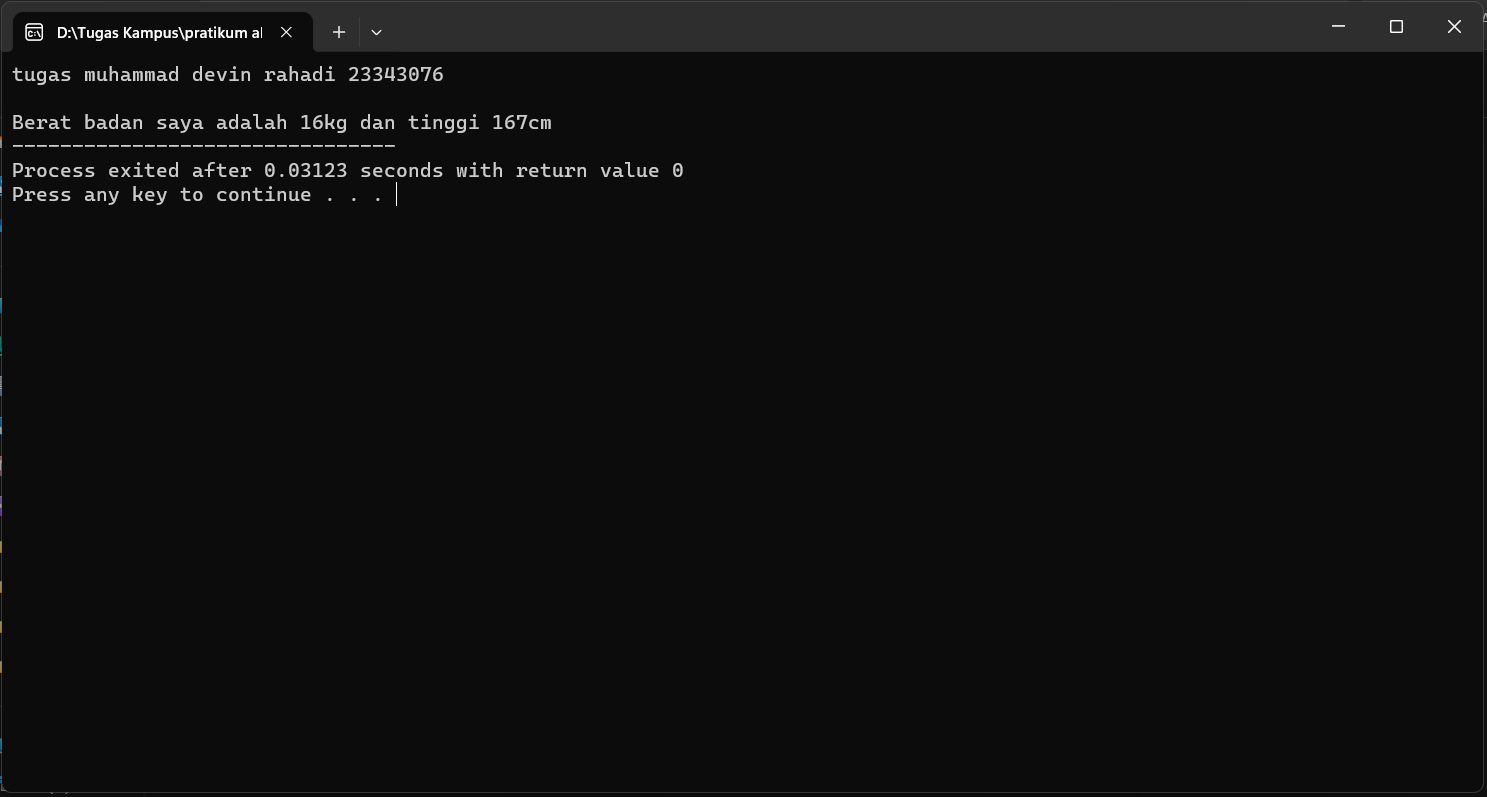 D:\Tugas Kampus\pratikum al
tugas muhammad devin rahadi 23343076
Berat badan saya adalah 16kg dan tinggi 167cm
--------------------------------
Process exited after 0.03123 seconds with return value 0
Press any key to continue . . .